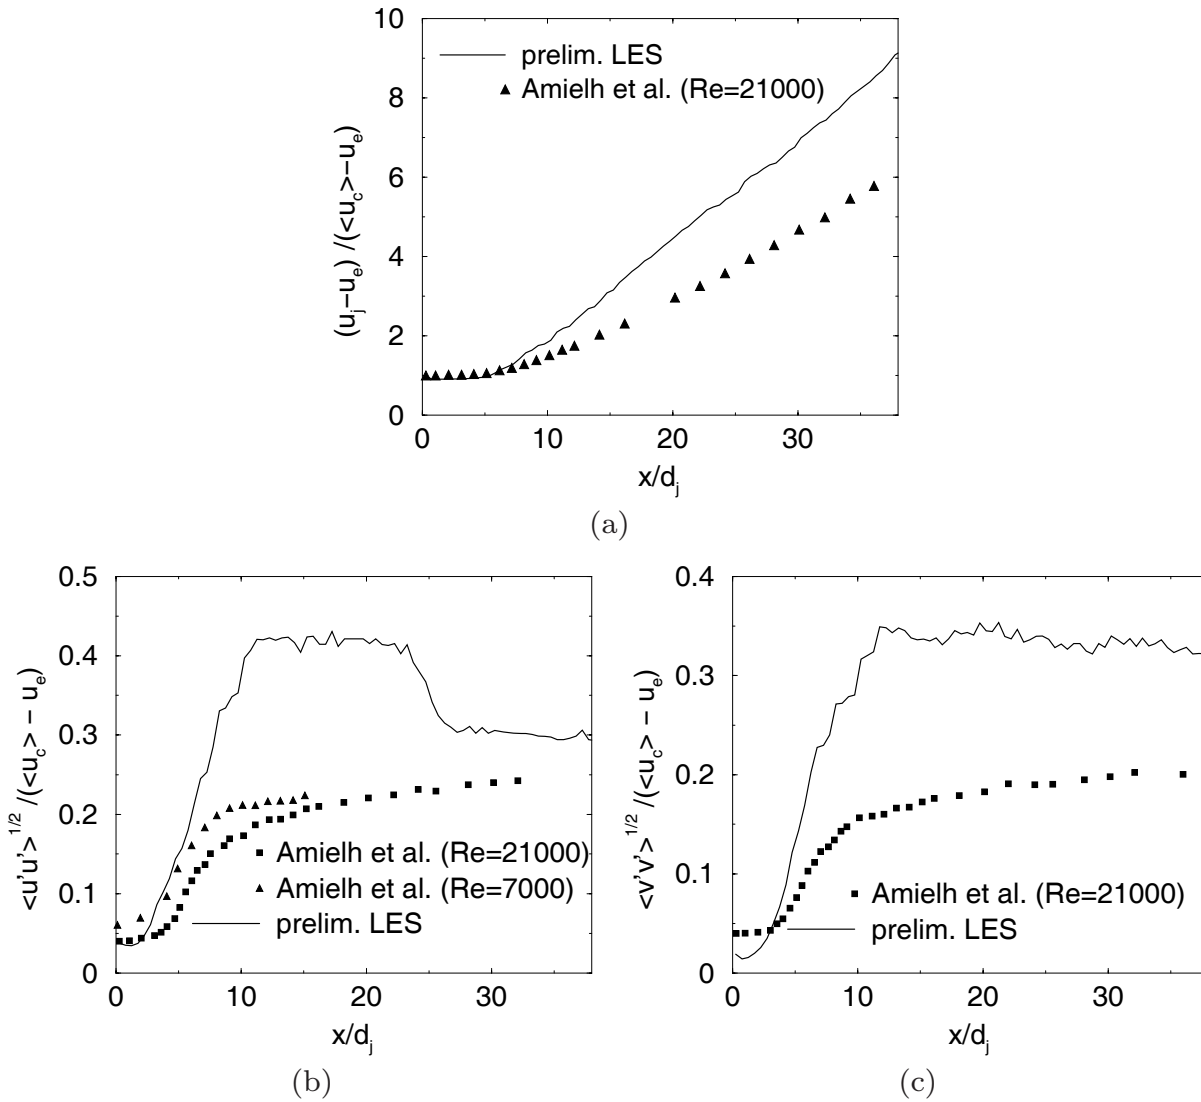 10
8
6
4
2
0
(u_j−u_e) /(<u_c>−u_e)
prelim. LES
Amielh et al. (Re=21000)
0 10 20 30
x/d_j
(a)
0.5
0.4
0.3
0.2
0.1
0
<u'u'>^1/2 /(<u_c> − u_e)
Amielh et al. (Re=21000)
Amielh et al. (Re=7000)
prelim. LES
0 10 20 30
x/d_j
(b)
0.4
0.3
0.2
0.1
0
<v'v'>^1/2 /(<u_c> − u_e)
Amielh et al. (Re=21000)
prelim. LES
0 10 20 30
x/d_j
(c)